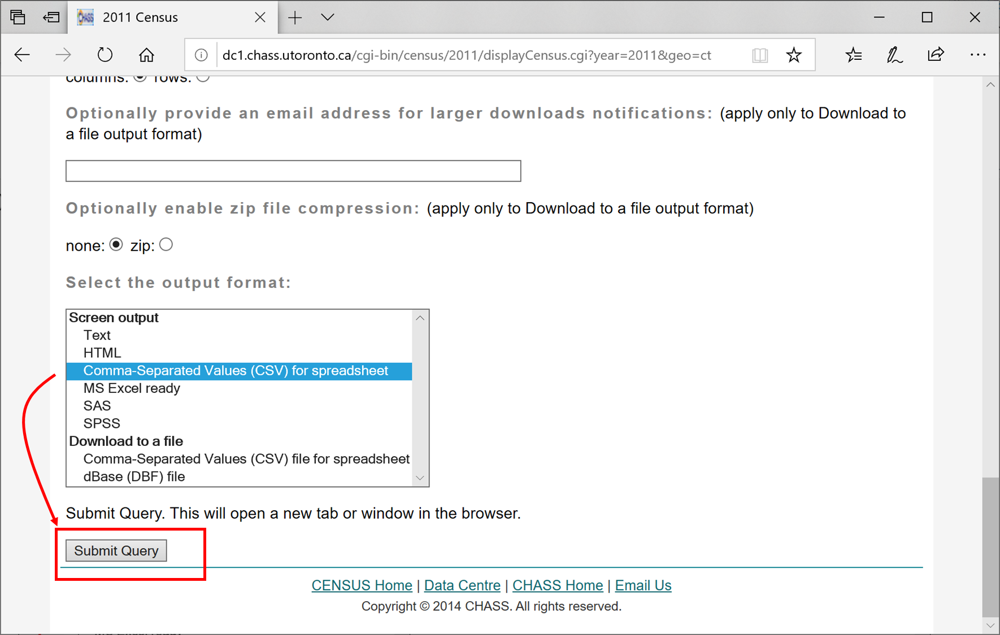 CHASS
2011 Census
dc1.chass.utoronto.ca/cgi-bin/census/2011/displayCensus.cgi?year=2011&geo=ct
columns: rows:
Optionally provide an email address for larger downloads notifications: (apply only to Download to
a file output format)
Optionally enable zip file compression: (apply only to Download to a file output format)
none: zip:
Select the output format:
Screen output
Text
HTML
Comma-Separated Values (CSV) for spreadsheet
MS Excel ready
SAS
SPSS
Download to a file
Comma-Separated Values (CSV) file for spreadsheet
dBase (DBF) file
Submit Query. This will open a new tab or window in the browser.
Submit Query
CENSUS Home | Data Centre | CHASS Home | Email Us
Copyright © 2014 CHASS. All rights reserved.